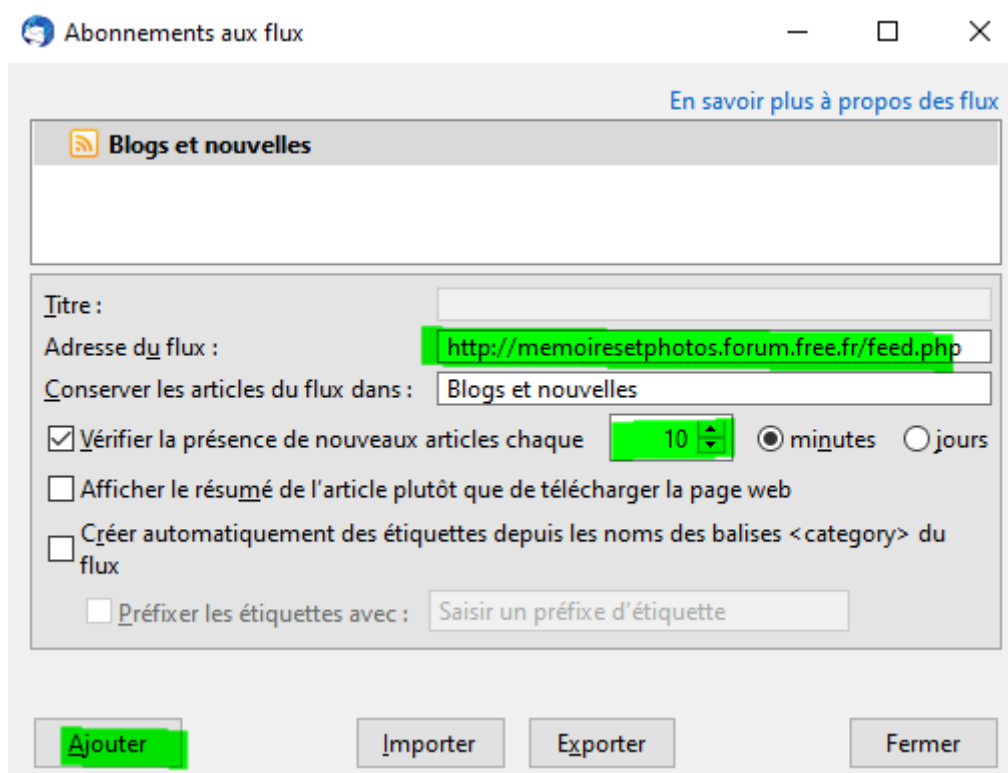 Abonnements aux flux
En savoir plus à propos des flux
Blogs et nouvelles
Titre :
Adresse du flux : http://memoiresetphotos.forum.free.fr/feed.php
Conserver les articles du flux dans : Blogs et nouvelles
Vérifier la présence de nouveaux articles chaque 10 minutes jours
Afficher le résumé de l’article plutôt que de télécharger la page web
Créer automatiquement des étiquettes depuis les noms des balises <category> du
flux
Préfixer les étiquettes avec : Saisir un préfixe d’étiquette
Ajouter Importer Exporter Fermer